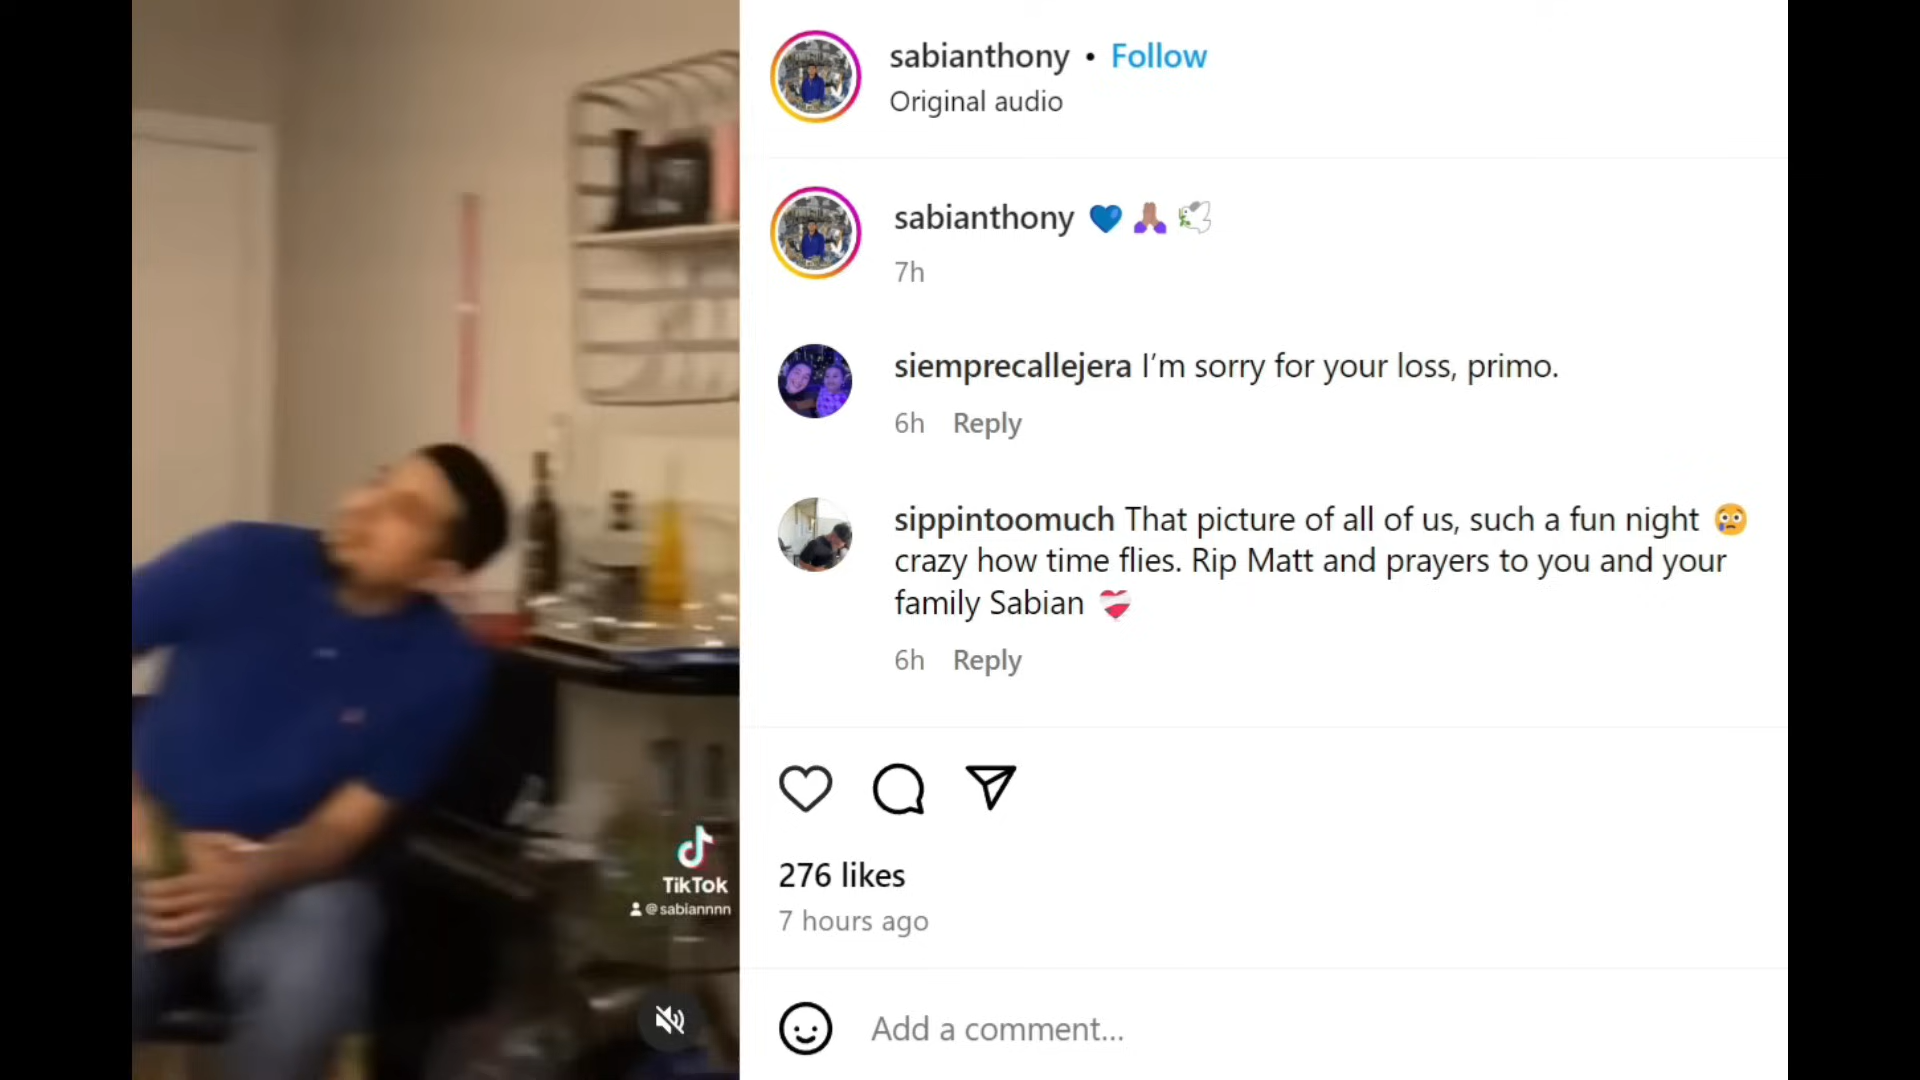 sabianthony • Follow
Original audio
sabianthony 💙 🙏🏽 🕊️
7h
siemprecallejera I’m sorry for your loss, primo.
6h Reply
sippintoomuch That picture of all of us, such a fun night 😢
crazy how time flies. Rip Matt and prayers to you and your
family Sabian ❤️‍🩹
6h Reply
TikTok
@sabiannnn
276 likes
7 hours ago
Add a comment...